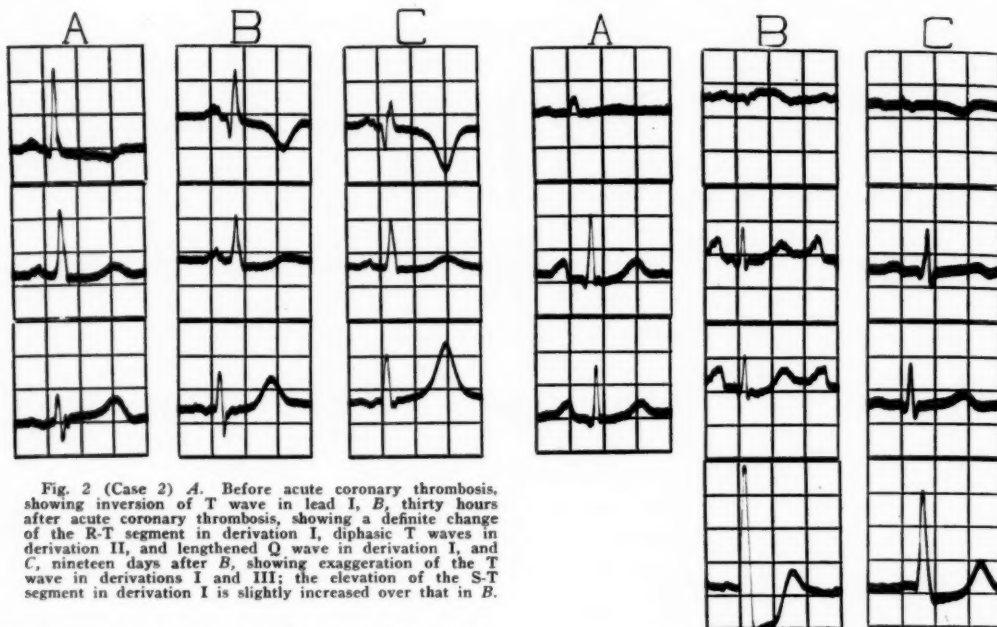 A B C A B C
Fig. 2 (Case 2) A. Before acute coronary thrombosis,
showing inversion of T wave in lead I, B, thirty hours
after acute coronary thrombosis, showing a definite change
of the R-T segment in derivation I, diphasic T waves in
derivation II, and lengthened Q wave in derivation I, and
C, nineteen days after B, showing exaggeration of the T
wave in derivations I and III; the elevation of the S-T
segment in derivation I is slightly increased over that in B.